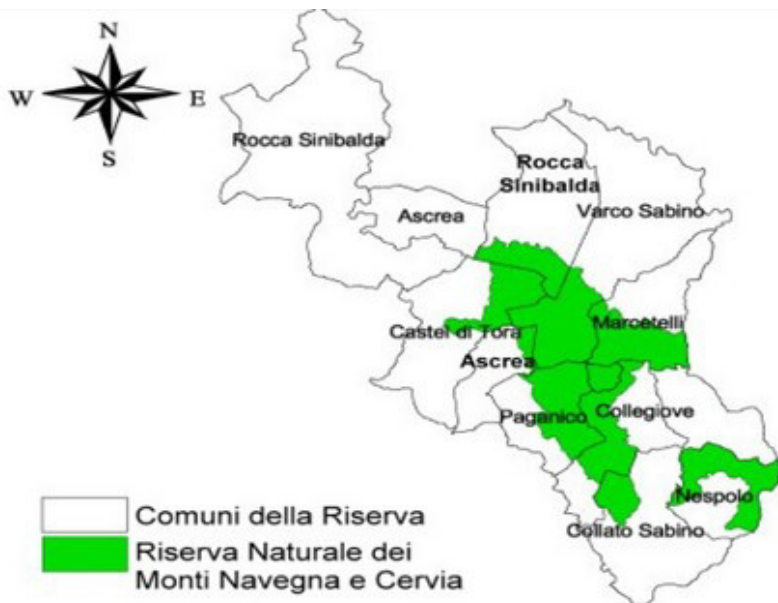 N
W
E
S
Rocca Sinibalda
Rocca
Sinibalda
Ascrea
Varco Sabino
Marcetelli
Castel di Tora
Ascrea
Paganico
Collegiove
Nespolo
Collato Sabino
Comuni della Riserva
Riserva Naturale dei
Monti Navegna e Cervia